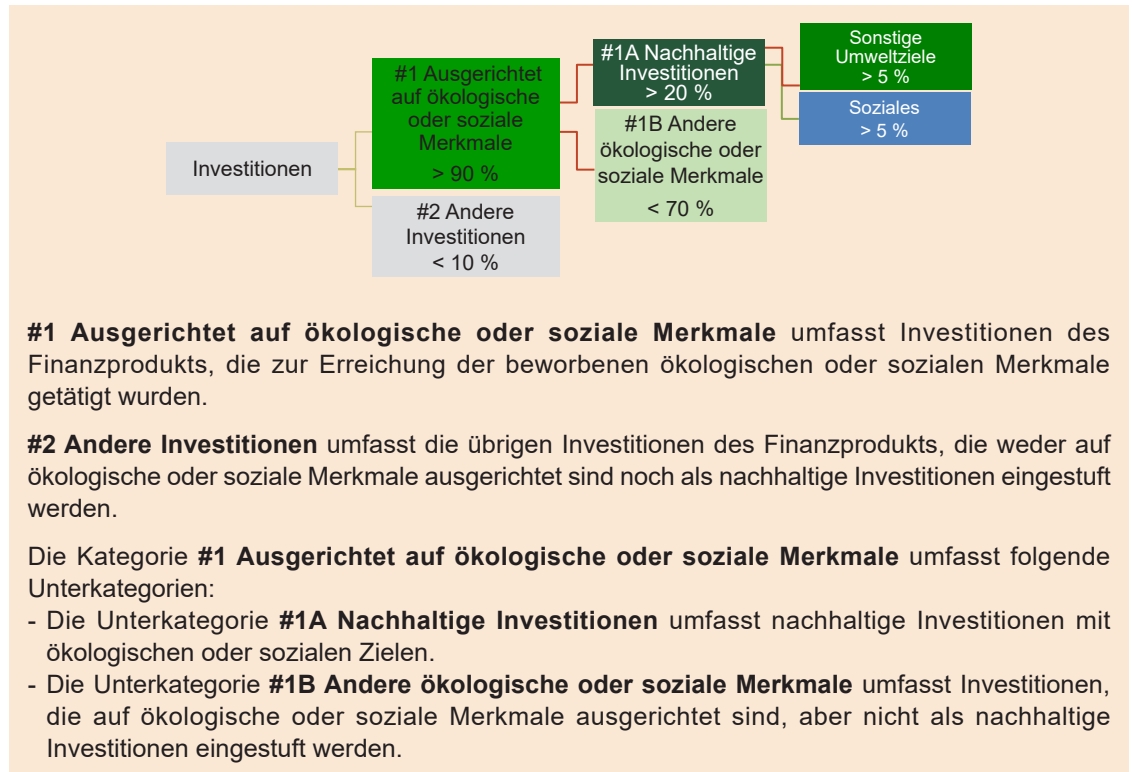 Investitionen
#1 Ausgerichtet
auf ökologische
oder soziale
Merkmale
> 90 %
#2 Andere
Investitionen
< 10 %
#1A Nachhaltige
Investitionen
> 20 %
#1B Andere
ökologische oder
soziale Merkmale
< 70 %
Sonstige
Umweltziele
> 5 %
Soziales
> 5 %
#1 Ausgerichtet auf ökologische oder soziale Merkmale umfasst Investitionen des
Finanzprodukts, die zur Erreichung der beworbenen ökologischen oder sozialen Merkmale
getätigt wurden.
#2 Andere Investitionen umfasst die übrigen Investitionen des Finanzprodukts, die weder auf
ökologische oder soziale Merkmale ausgerichtet sind noch als nachhaltige Investitionen eingestuft
werden.
Die Kategorie #1 Ausgerichtet auf ökologische oder soziale Merkmale umfasst folgende
Unterkategorien:
- Die Unterkategorie #1A Nachhaltige Investitionen umfasst nachhaltige Investitionen mit
ökologischen oder sozialen Zielen.
- Die Unterkategorie #1B Andere ökologische oder soziale Merkmale umfasst Investitionen,
die auf ökologische oder soziale Merkmale ausgerichtet sind, aber nicht als nachhaltige
Investitionen eingestuft werden.